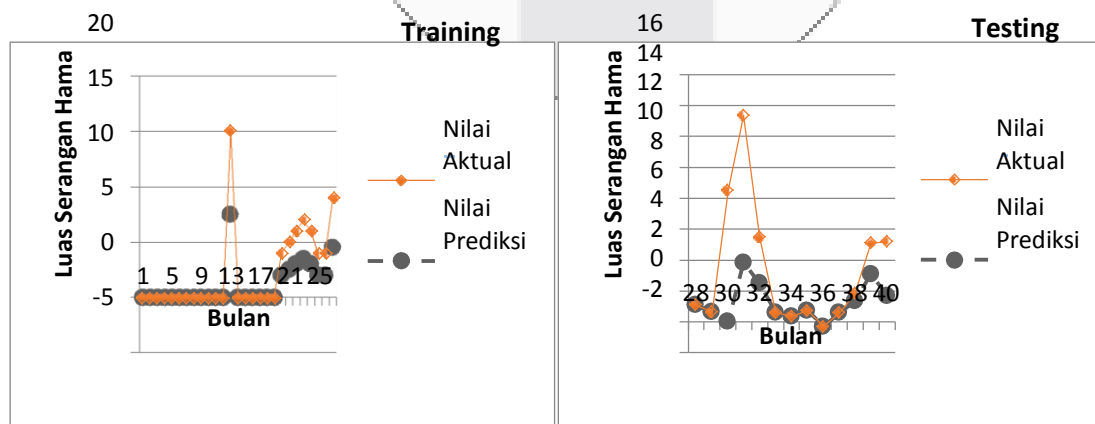 20
Training
Luas Serangan Hama
15
10
5
0
-5
1 5 9 13 17 21 25
Bulan
Nilai
Aktual
Nilai
Prediksi
16
Testing
14
Luas Serangan Hama
12
10
8
6
4
2
0
-2
28 30 32 34 36 38 40
Bulan
Nilai
Aktual
Nilai
Prediksi